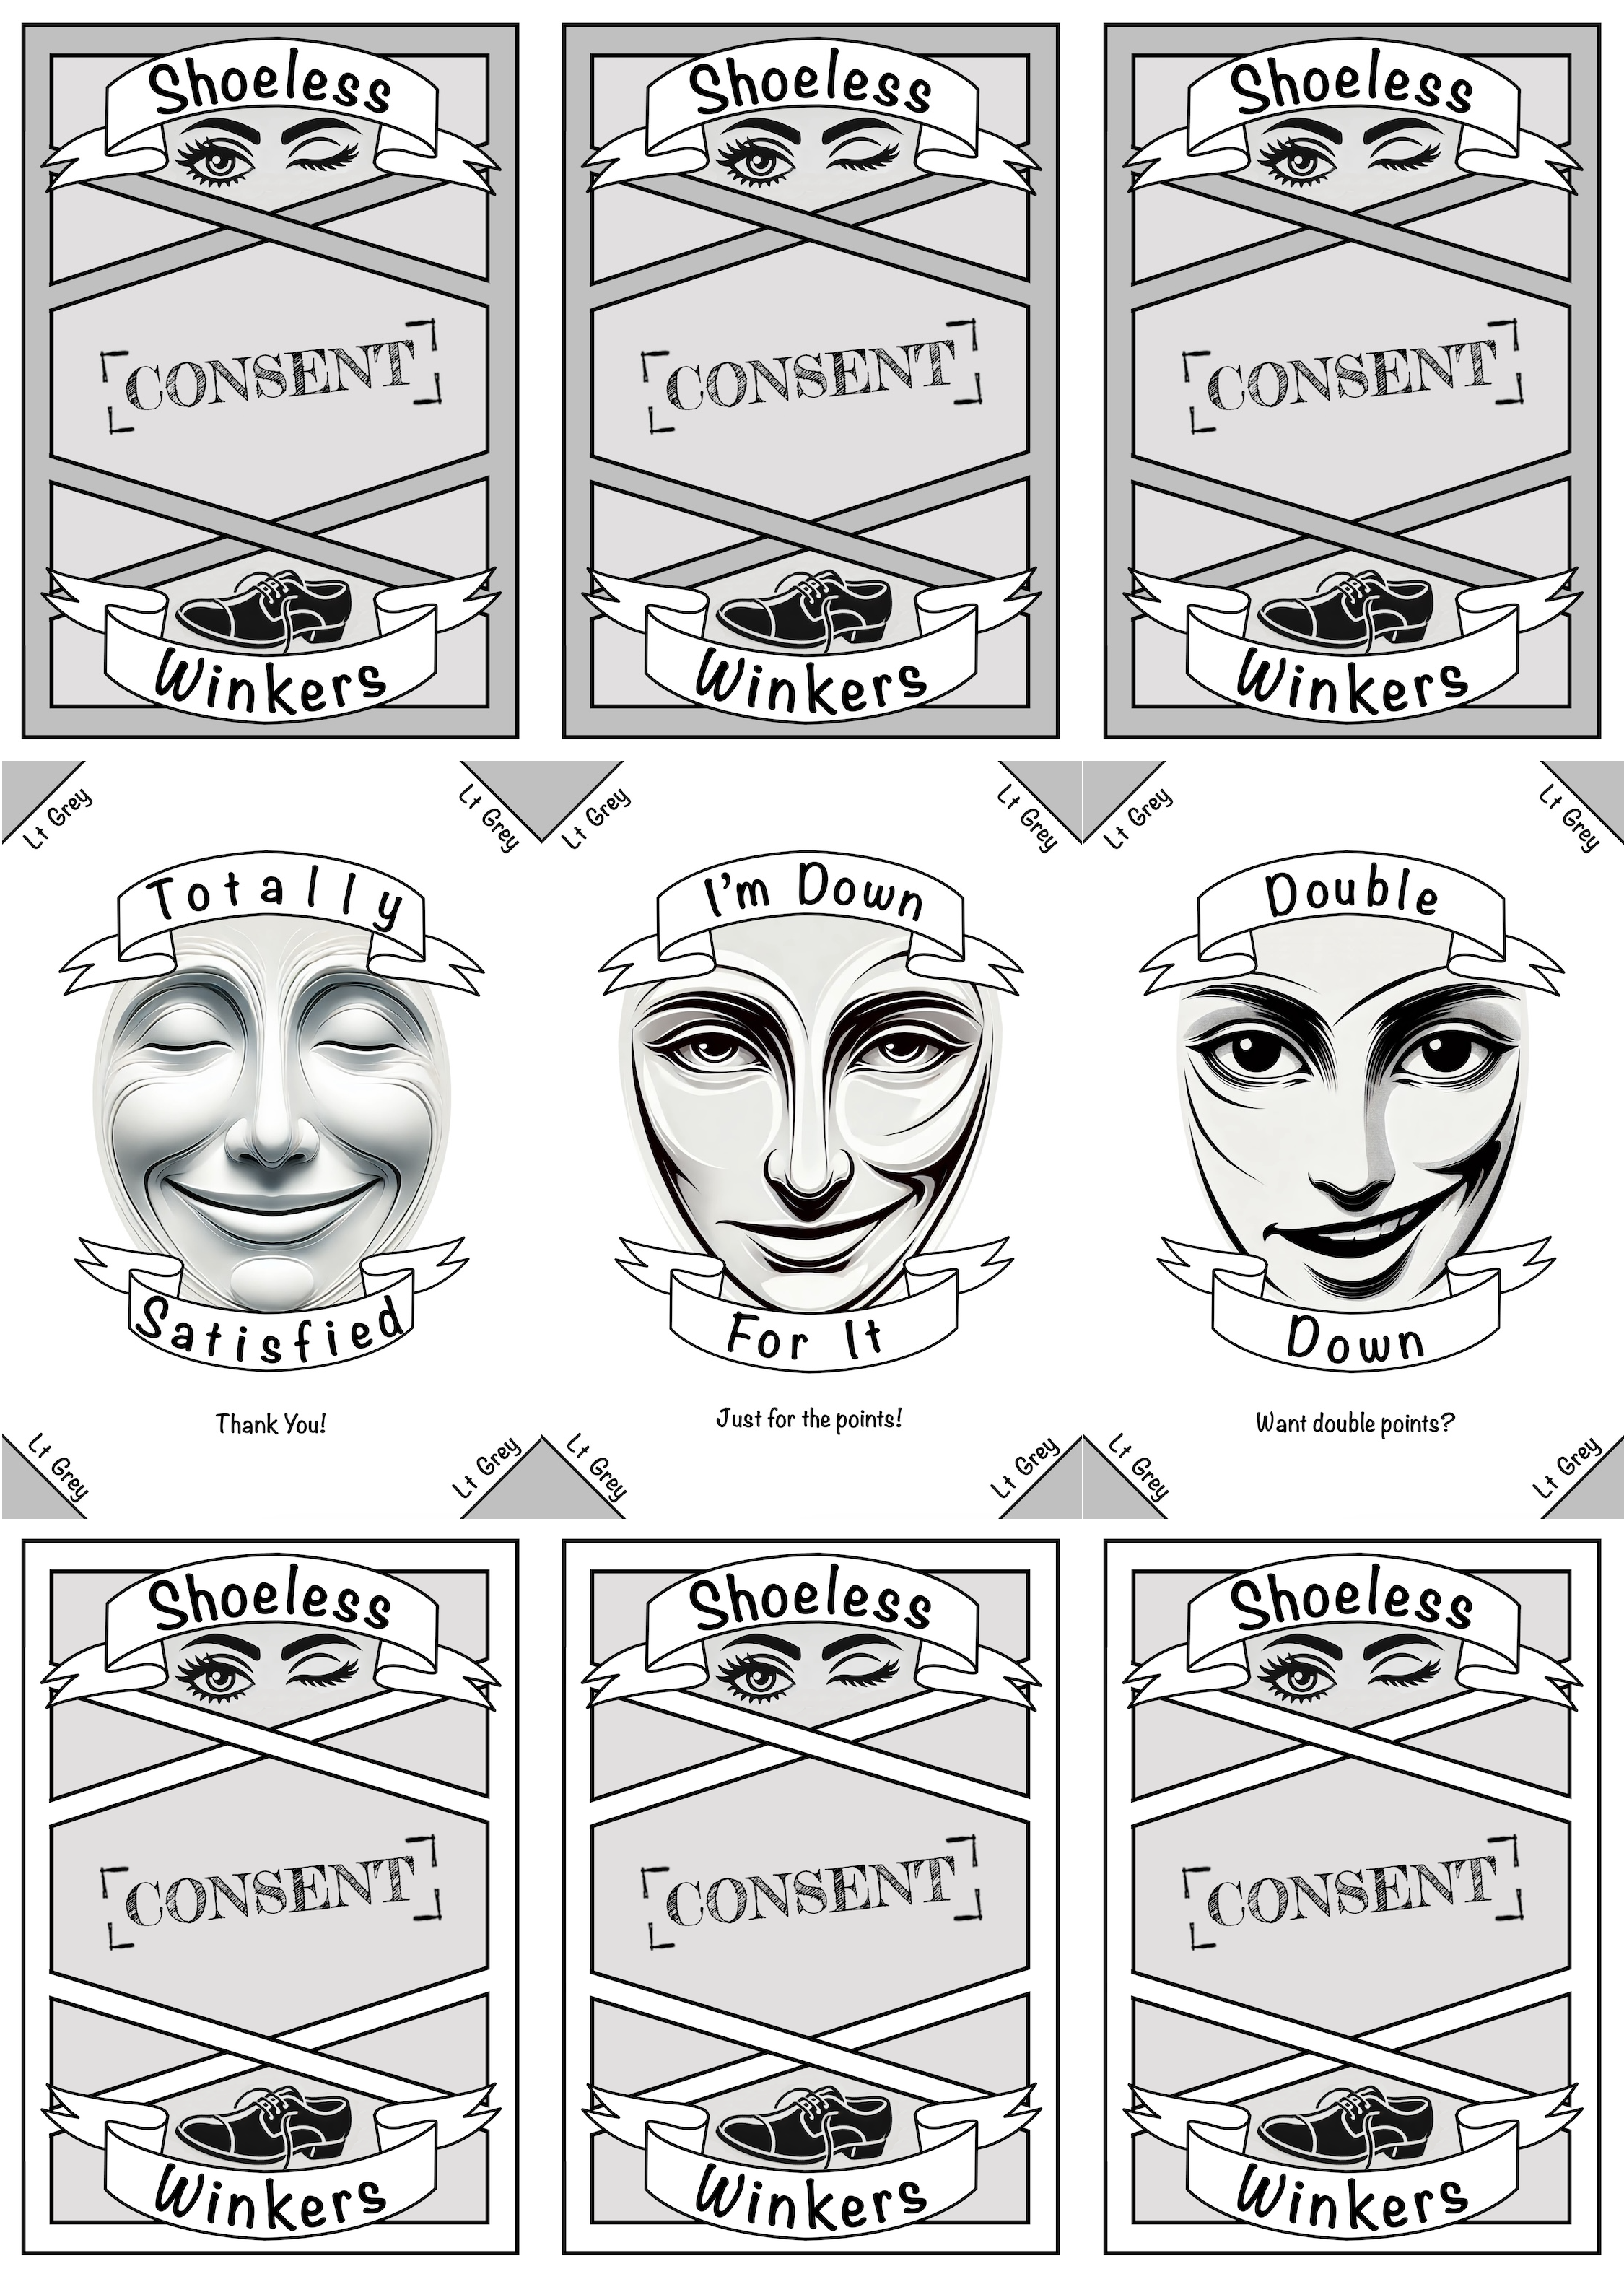 Shoeless Shoeless Shoeless
CONSENT CONSENT CONSENT
Winkers Winkers Winkers
Lt Grey Lt Grey Lt Grey Lt Grey Lt Grey Lt Grey
Totally I'm Down Double
Satisfied For It Down
Thank You! Just for the points! Want double points?
Lt Grey Lt Grey Lt Grey Lt Grey Lt Grey Lt Grey
Shoeless Shoeless Shoeless
CONSENT CONSENT CONSENT
Winkers Winkers Winkers